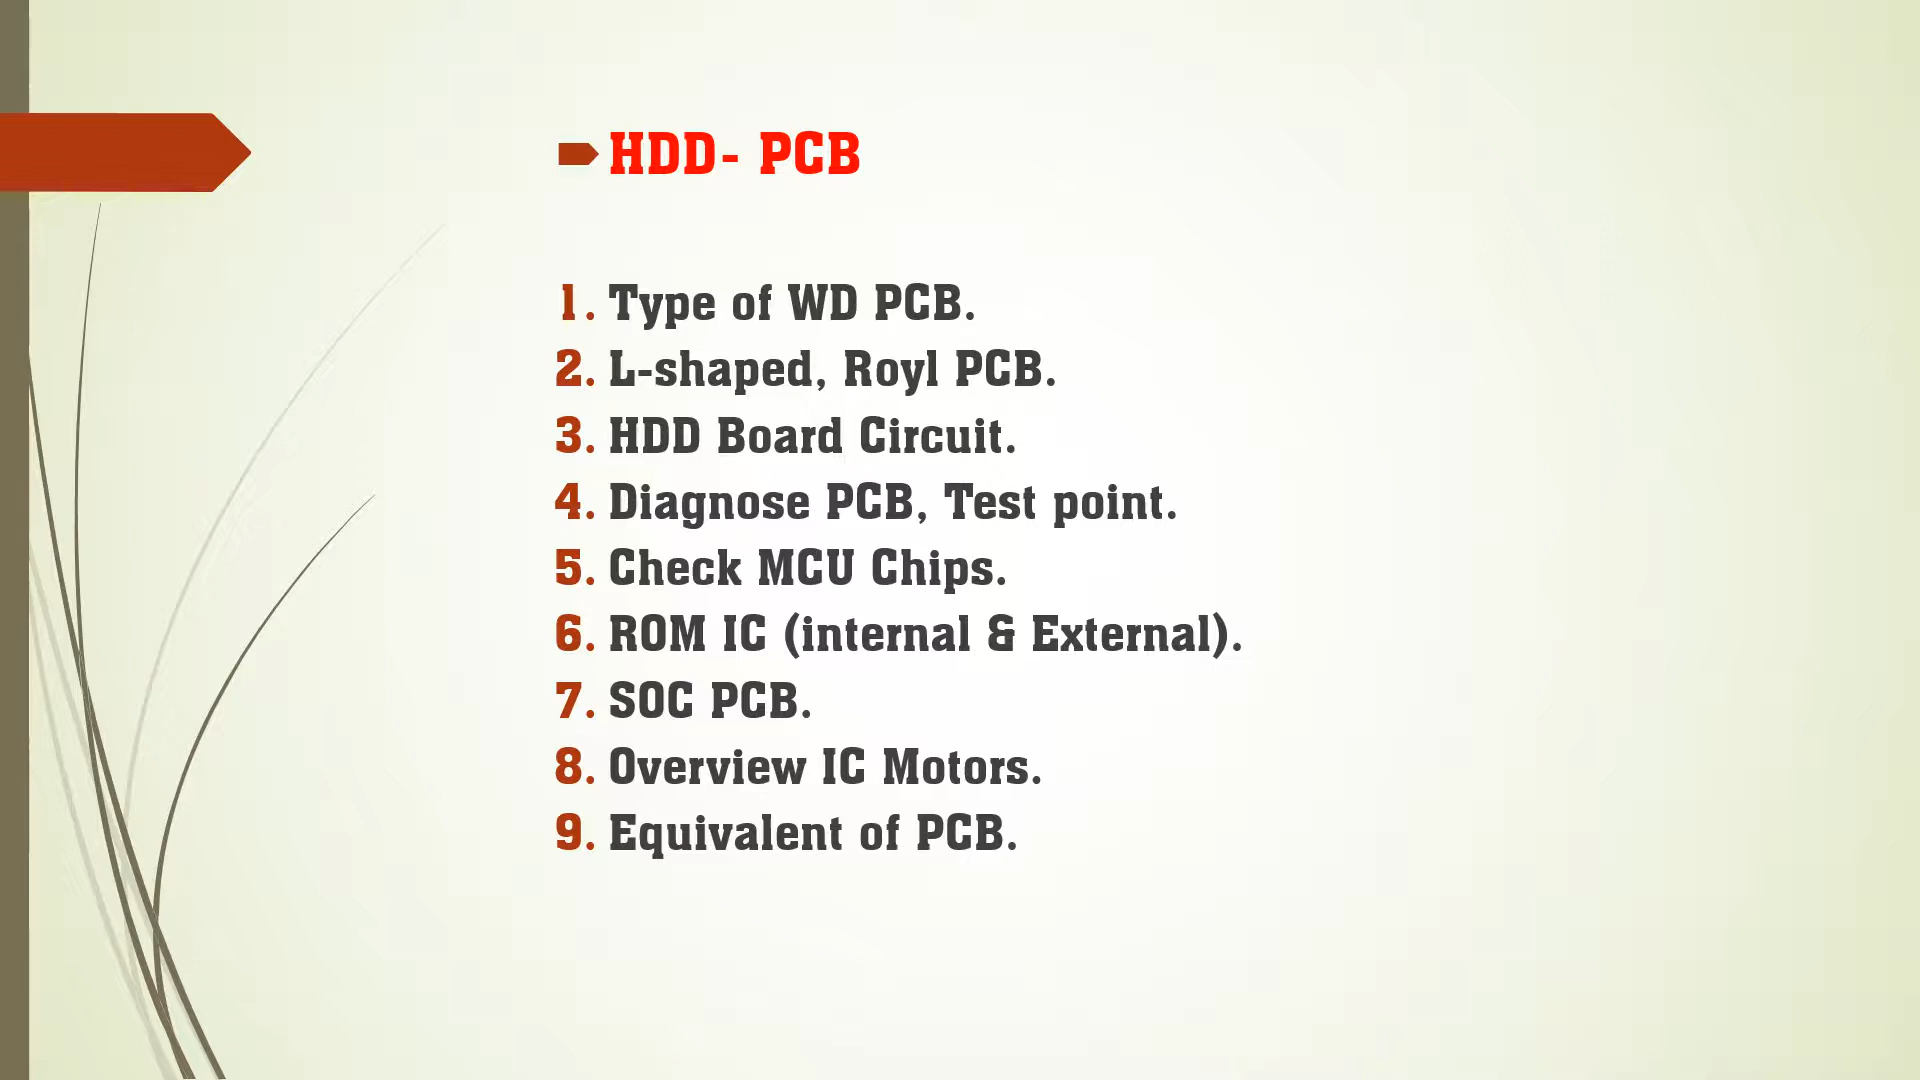 HDD- PCB
1. Type of WD PCB.
2. L-shaped, Royl PCB.
3. HDD Board Circuit.
4. Diagnose PCB, Test point.
5. Check MCU Chips.
6. ROM IC (internal & External).
7. SOC PCB.
8. Overview IC Motors.
9. Equivalent of PCB.